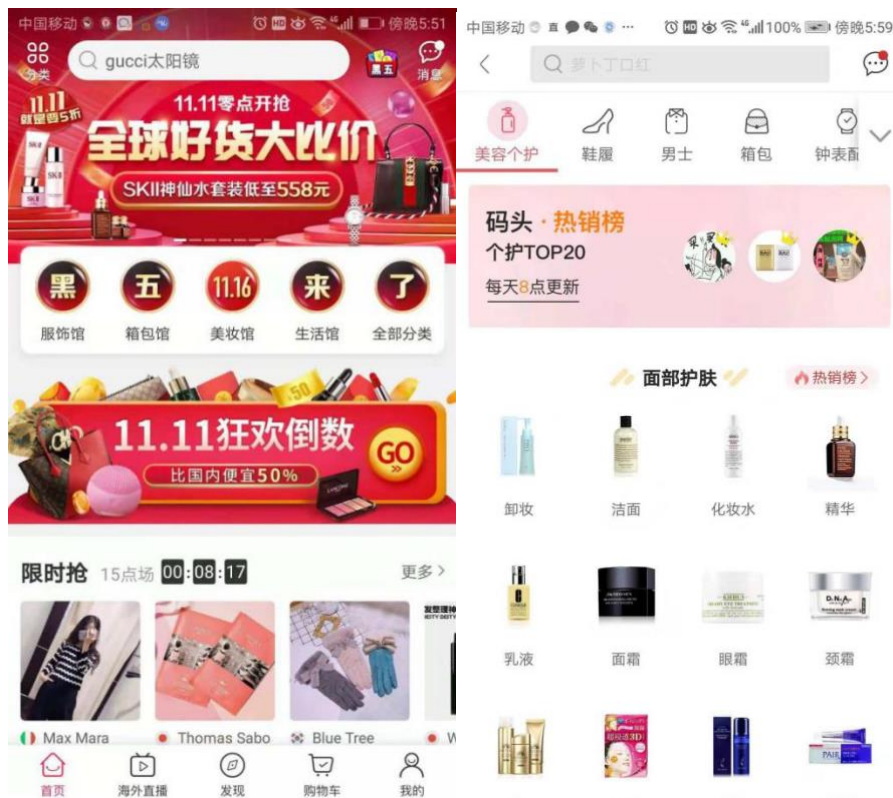 中国移动
HD
4G
傍晚5:51
分类
gucci太阳镜
黑五
消息
11.11
就是要5折
11.11零点开抢
全球好货大比价
SKII神仙水套装低至558元
黑 五 11.16 来 了
服饰馆 箱包馆 美妆馆 生活馆 全部分类
50
11.11狂欢倒数
比国内便宜50%
GO
限时抢 15点场 00:08:17 更多
Max Mara Thomas Sabo Blue Tree W
首页 海外直播 发现 购物车 我的
中国移动 直 ... HD 4G 100% 傍晚5:59
萝卜丁口红
美容个护 鞋履 男士 箱包 钟表配
码头·热销榜
个护TOP20
每天8点更新
面部护肤 热销榜
卸妆 洁面 化妆水 精华
乳液 面霜 眼霜 颈霜
PAIR